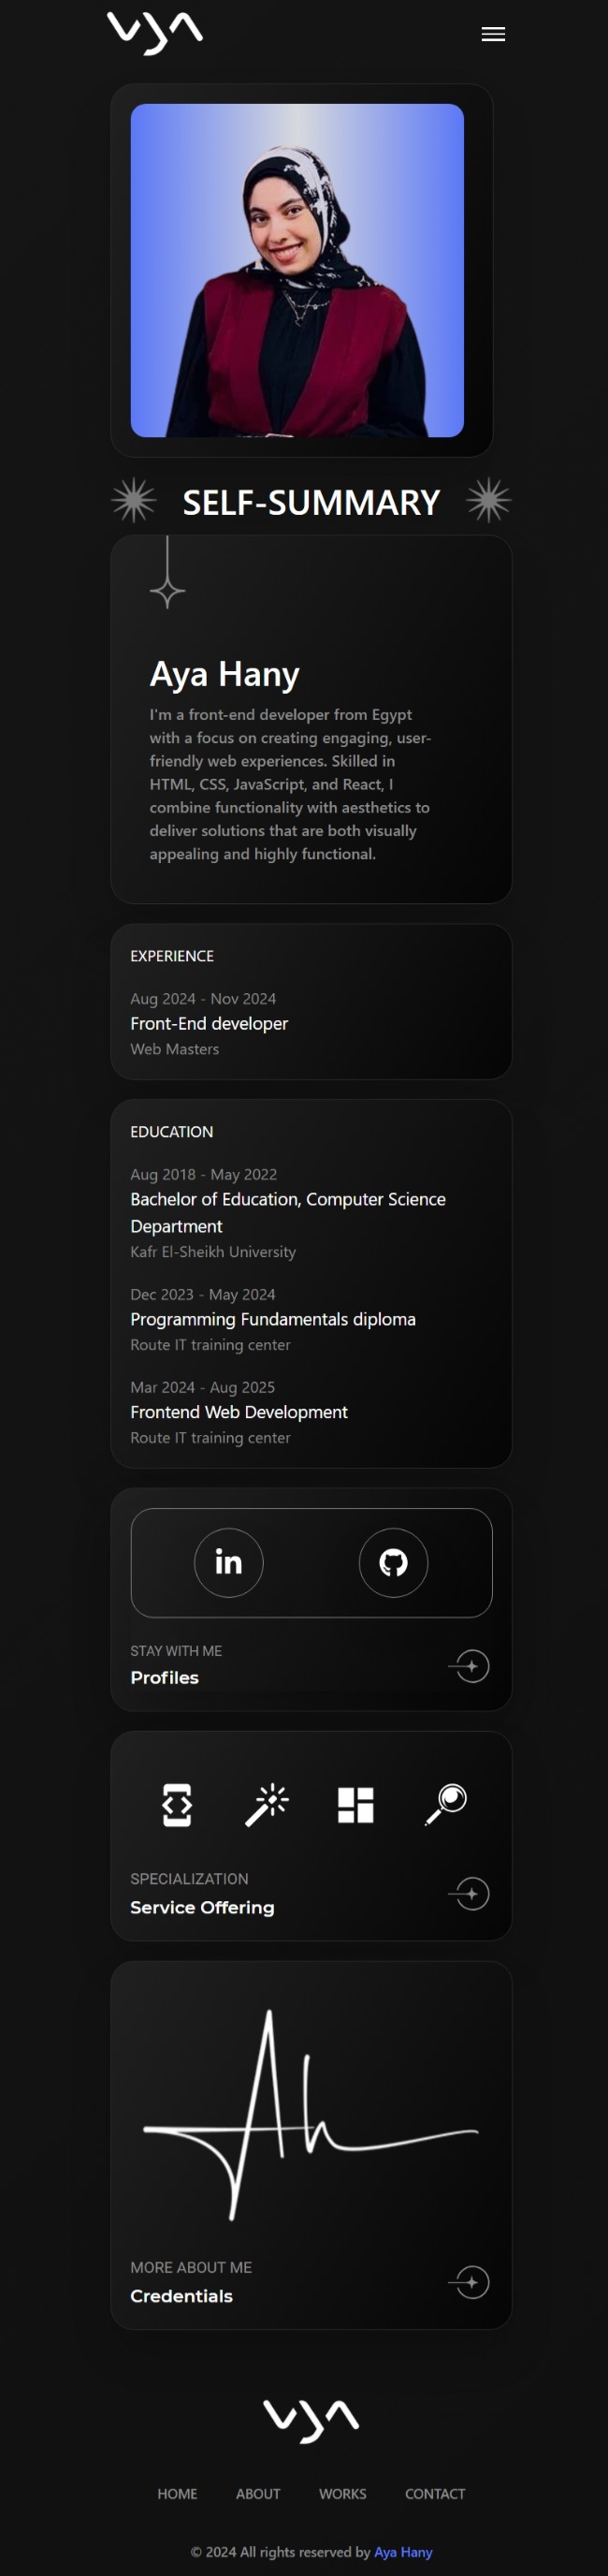 SELF-SUMMARY
Aya Hany
I'm a front-end developer from Egypt
with a focus on creating engaging, user-
friendly web experiences. Skilled in
HTML, CSS, JavaScript, and React, I
combine functionality with aesthetics to
deliver solutions that are both visually
appealing and highly functional.
EXPERIENCE
Aug 2024 - Nov 2024
Front-End developer
Web Masters
EDUCATION
Aug 2018 - May 2022
Bachelor of Education, Computer Science
Department
Kafr El-Sheikh University
Dec 2023 - May 2024
Programming Fundamentals diploma
Route IT training center
Mar 2024 - Aug 2025
Frontend Web Development
Route IT training center
in
STAY WITH ME
Profiles
SPECIALIZATION
Service Offering
Ah
MORE ABOUT ME
Credentials
HOME ABOUT WORKS CONTACT
© 2024 All rights reserved by Aya Hany